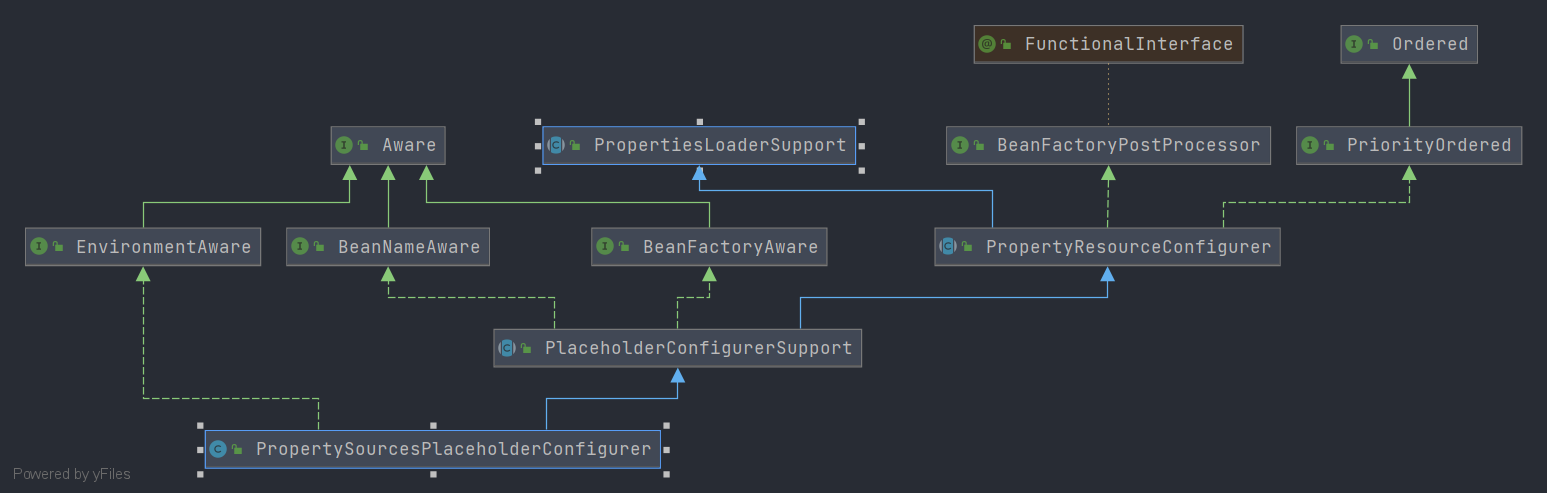 FunctionalInterface
Ordered
Aware
PropertiesLoaderSupport
BeanFactoryPostProcessor
PriorityOrdered
EnvironmentAware
BeanNameAware
BeanFactoryAware
PropertyResourceConfigurer
PlaceholderConfigurerSupport
PropertySourcesPlaceholderConfigurer
Powered by yFiles